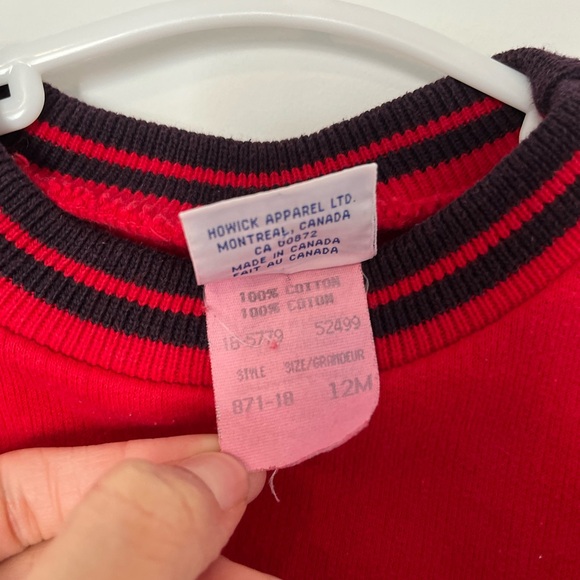 HOWICK APPAREL LTD.
MONTREAL, CANADA
CA 00872
MADE IN CANADA
FAIT AU CANADA
100% COTTON
100% COTON
16-5779 52499
STYLE SIZE/GRANDEUR
871-18 12M